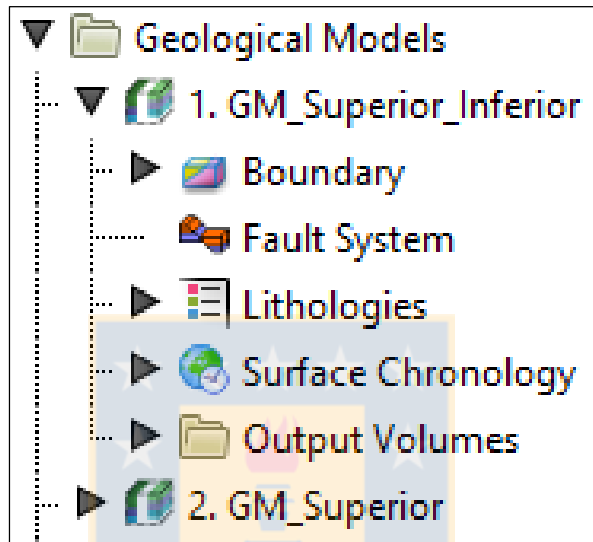 Geological Models
1. GM_Superior_Inferior
Boundary
Fault System
Lithologies
Surface Chronology
Output Volumes
2. GM_Superior